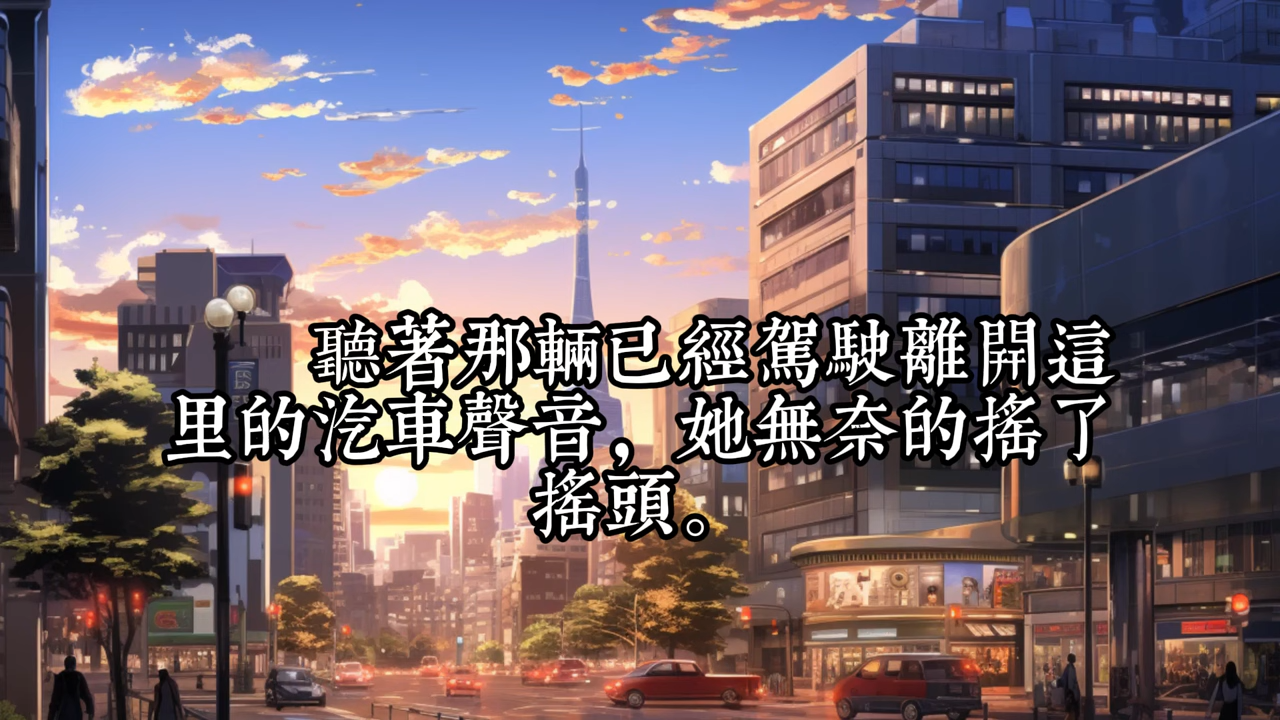 聽著那輛已經駕駛離開這
里的汽車聲音，她無奈的搖了
搖頭。